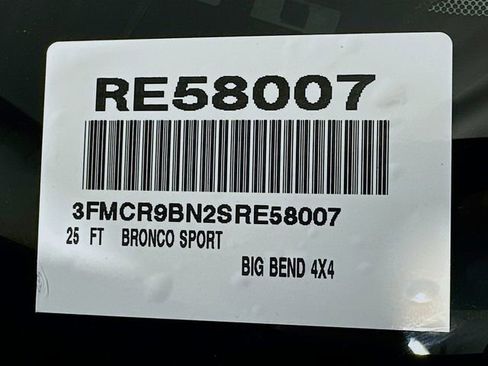 RE58007
3FMCR9BN2SRE58007
25 FT BRONCO SPORT
BIG BEND 4X4